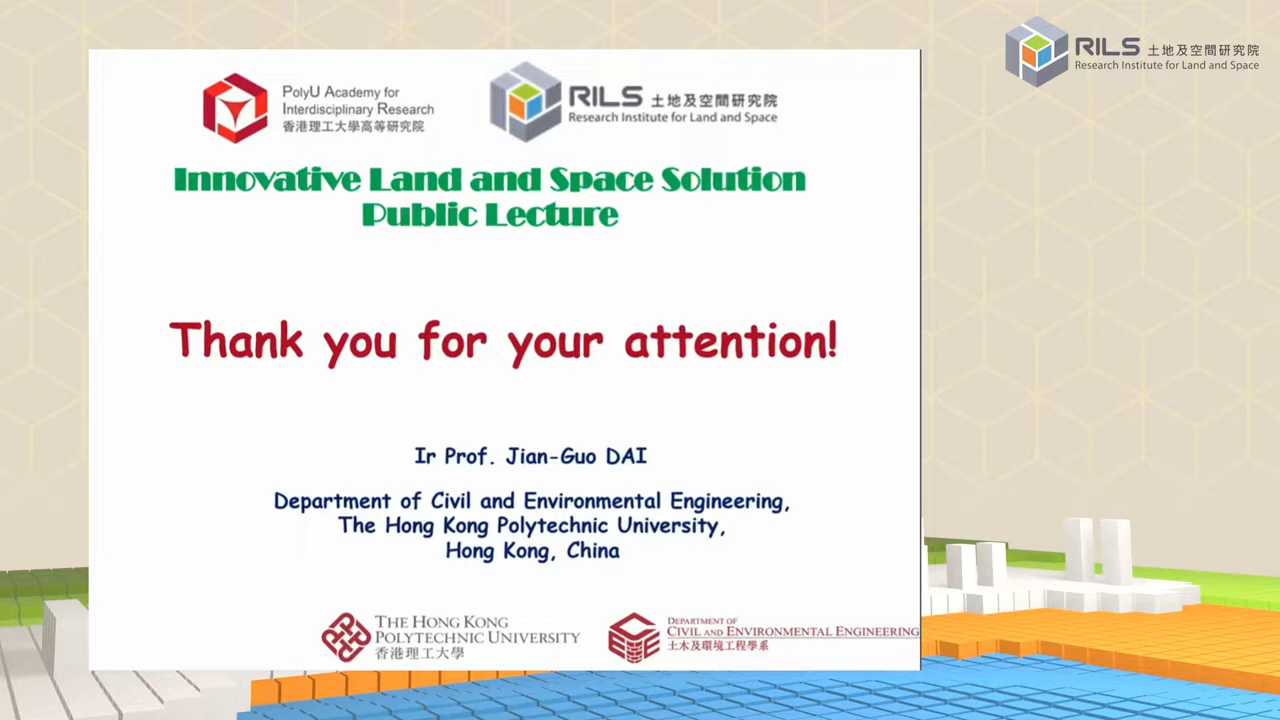 RILS 土地及空間研究院
Research Institute for Land and Space
PolyU Academy for
Interdisciplinary Research
香港理工大學高等研究院
RILS 土地及空間研究院
Research Institute for Land and Space
Innovative Land and Space Solution
Public Lecture
Thank you for your attention!
Ir Prof. Jian-Guo DAI
Department of Civil and Environmental Engineering,
The Hong Kong Polytechnic University,
Hong Kong, China
THE HONG KONG
POLYTECHNIC UNIVERSITY
香港理工大學
DEPARTMENT OF
CIVIL AND ENVIRONMENTAL ENGINEERING
土木及環境工程學系